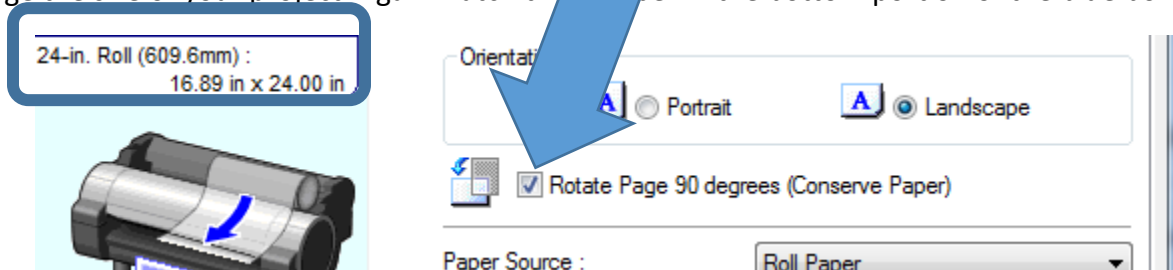 24-in. Roll (609.6mm) :
16.89 in x 24.00 in
A Portrait
A Landscape
Rotate Page 90 degrees (Conserve Paper)
Paper Source :
Roll Paper